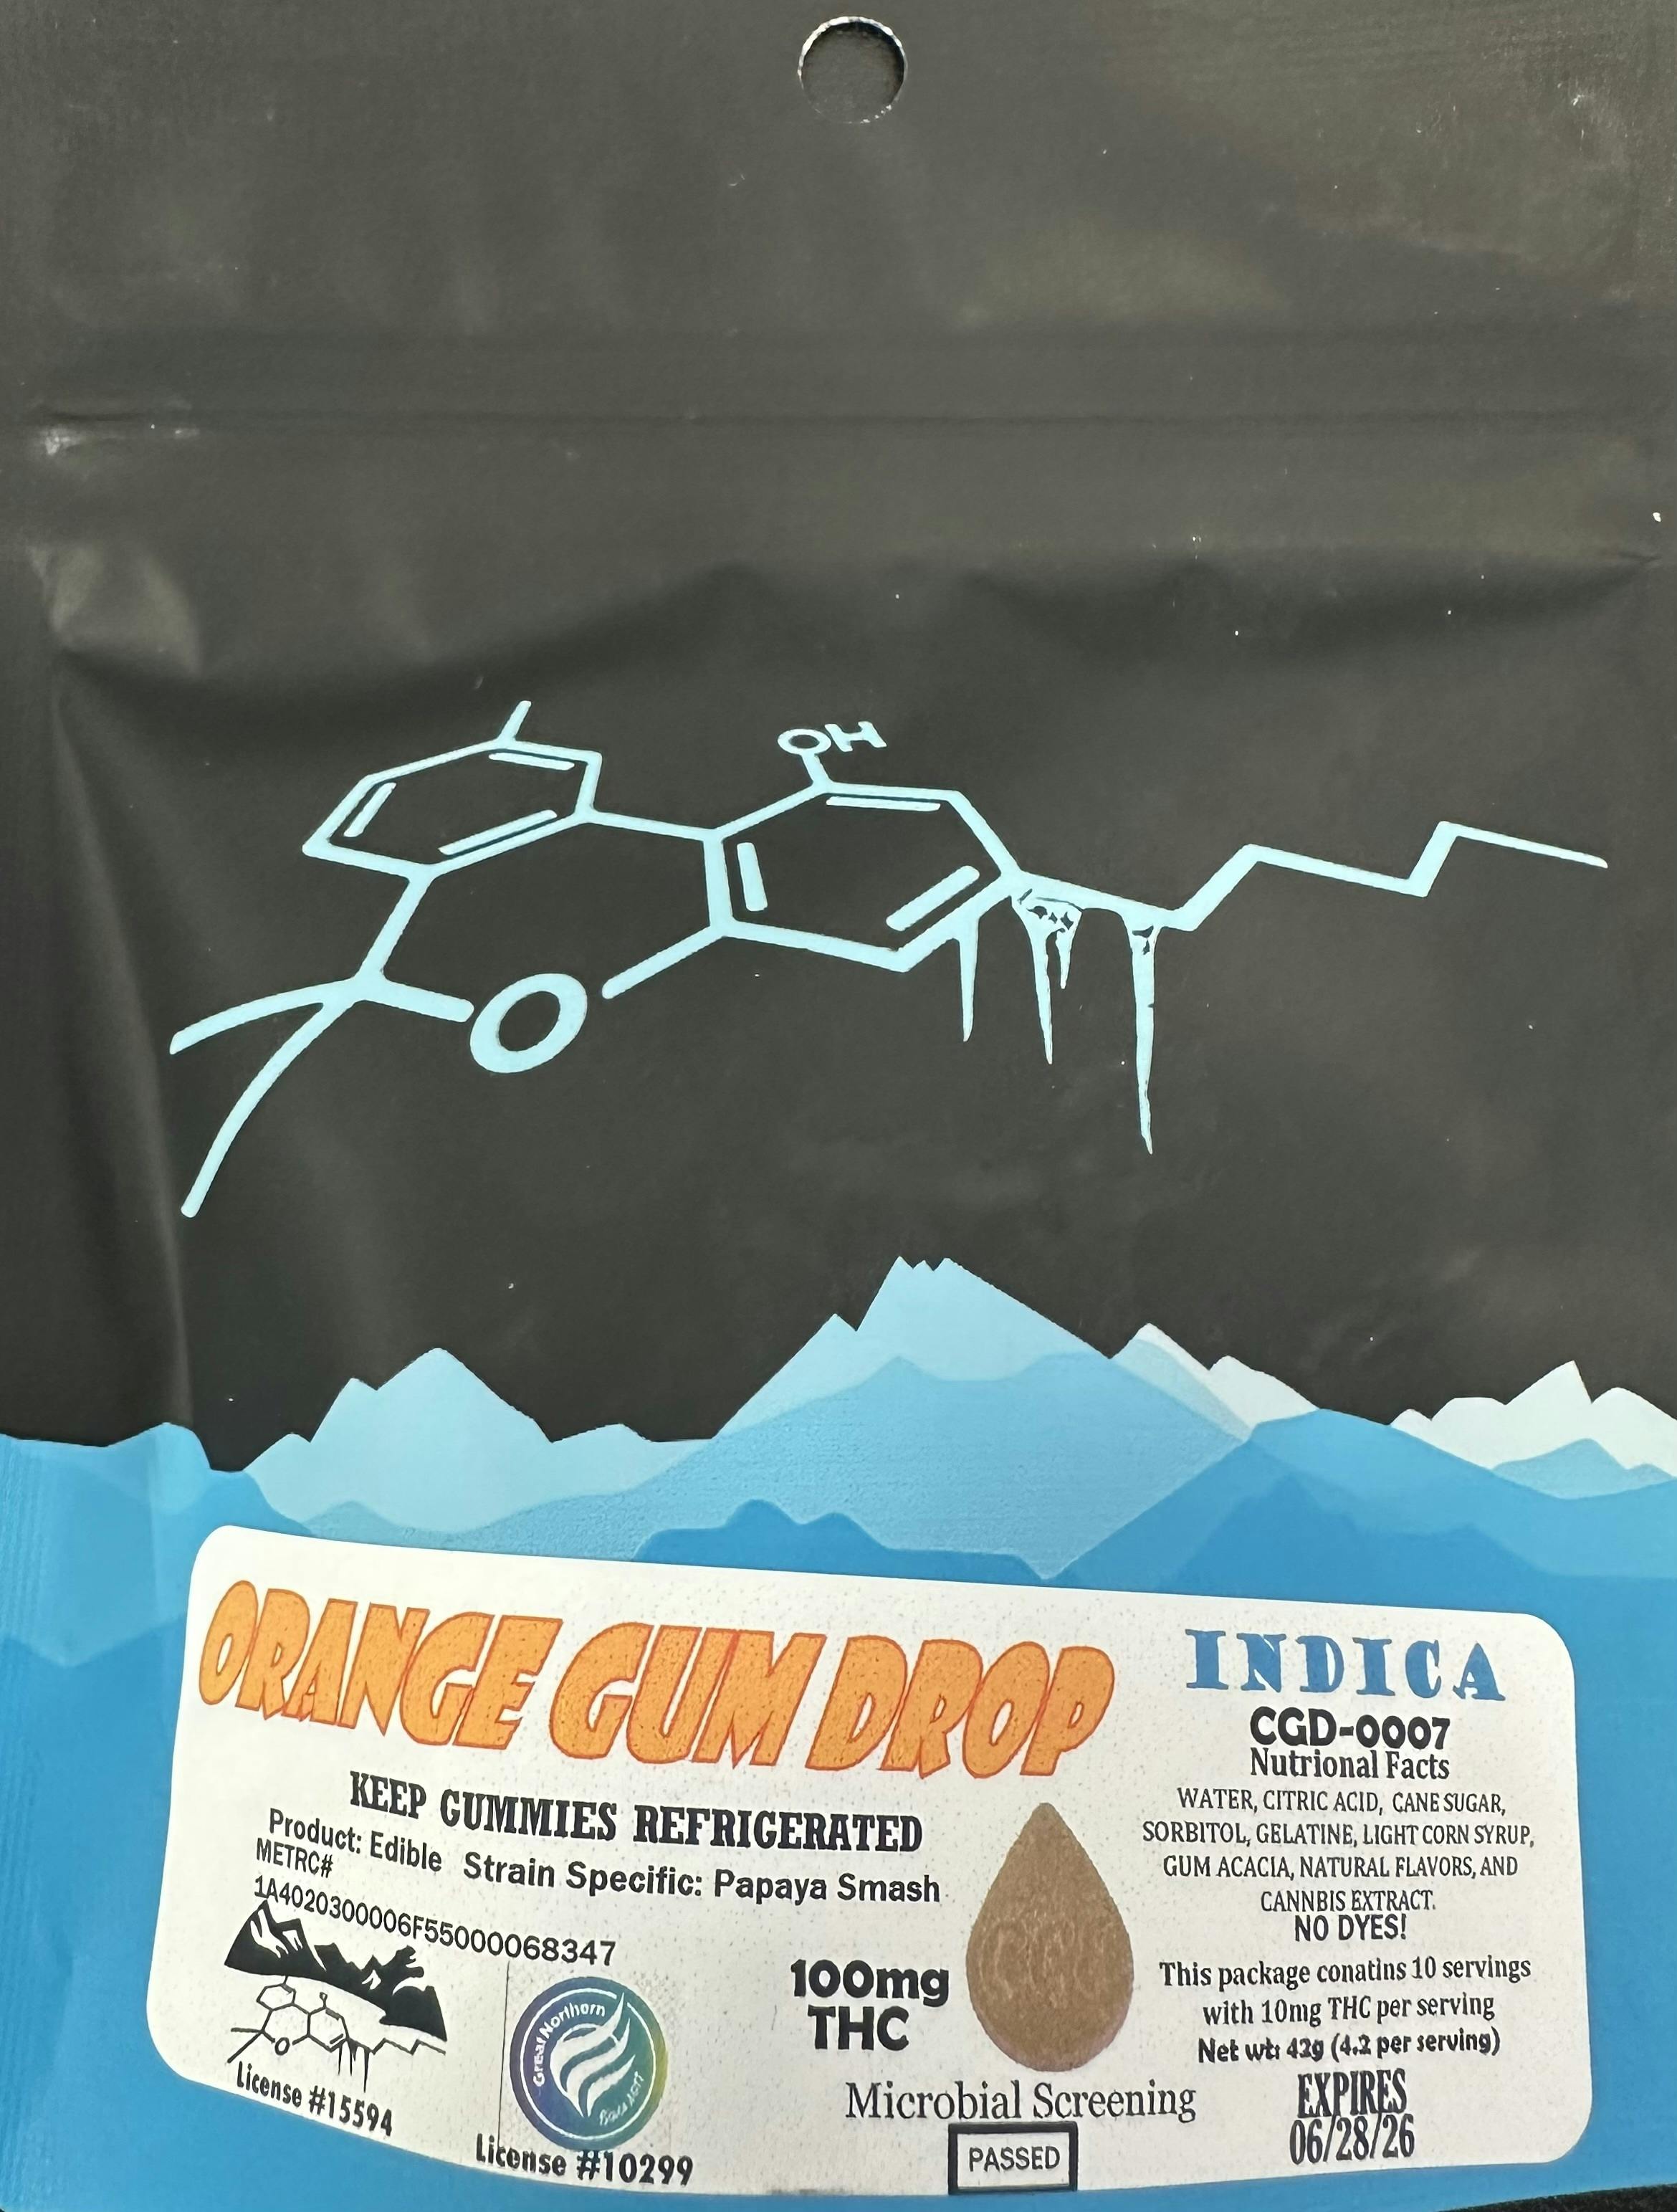 OH
O
ORANGE GUM DROP
KEEP GUMMIES REFRIGERATED
Product: Edible Strain Specific: Papaya Smash
METRC#
1A4020300006F55000068347
O
License #15594
Great Northern
License #10299
100mg
THC
Microbial Screening
PASSED
INDICA
CGD-0007
Nutrional Facts
WATER, CITRIC ACID, CANE SUGAR,
SORBITOL, GELATINE, LIGHT CORN SYRUP,
GUM ACACIA, NATURAL FLAVORS, AND
CANNBIS EXTRACT.
NO DYES!
This package conatins 10 servings
with 10mg THC per serving
Net wt: 42g (4.2 per serving)
EXPIRES
06/28/26